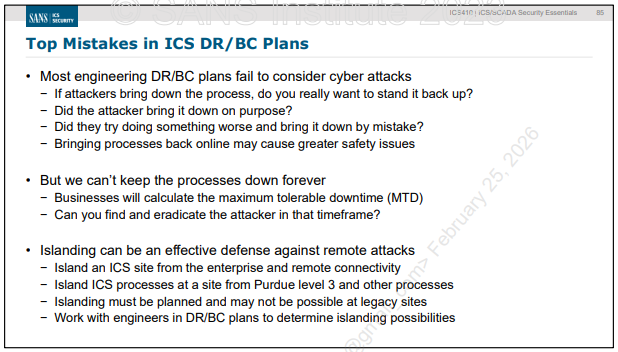 © SANS Institute 2026
SANS ICS SECURITY
ICS410 | ICS/SCADA Security Essentials 85
Top Mistakes in ICS DR/BC Plans
• Most engineering DR/BC plans fail to consider cyber attacks
– If attackers bring down the process, do you really want to stand it back up?
– Did the attacker bring it down on purpose?
– Did they try doing something worse and bring it down by mistake?
– Bringing processes back online may cause greater safety issues
• But we can’t keep the processes down forever
– Businesses will calculate the maximum tolerable downtime (MTD)
– Can you find and eradicate the attacker in that timeframe?
• Islanding can be an effective defense against remote attacks
– Island an ICS site from the enterprise and remote connectivity
– Island ICS processes at a site from Purdue level 3 and other processes
– Islanding must be planned and may not be possible at legacy sites
– Work with engineers in DR/BC plans to determine islanding possibilities
com> February 25, 2026